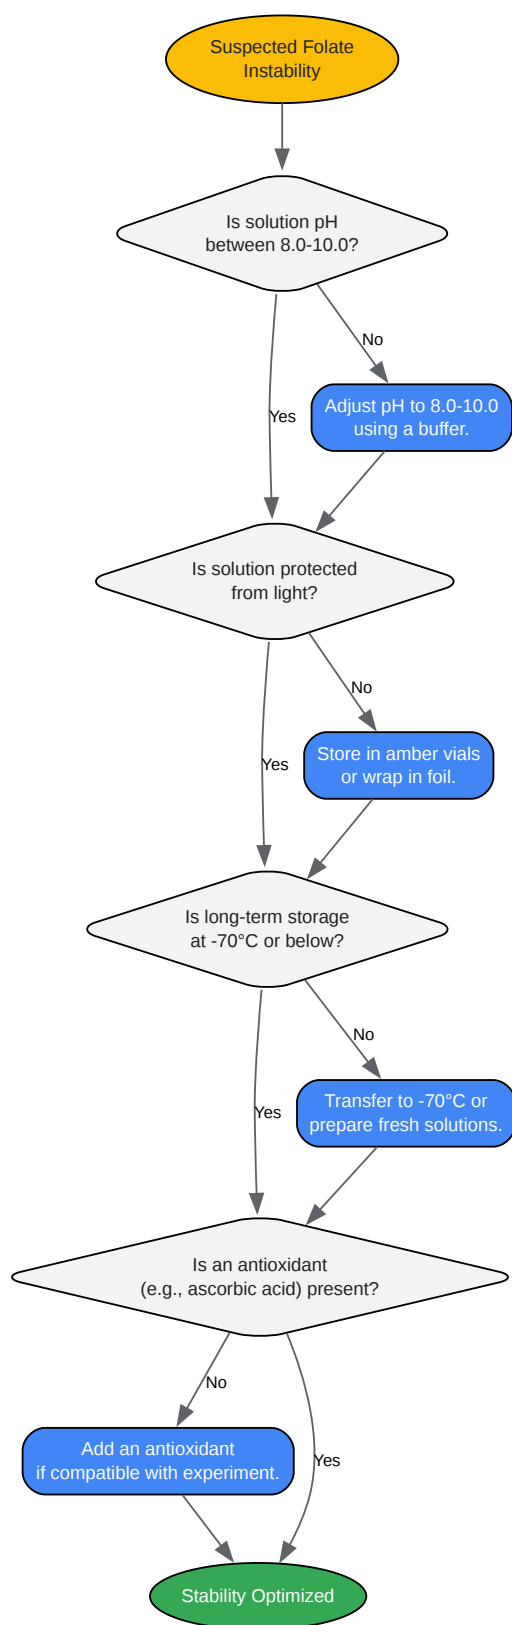 Suspected Folate
Instability
Is solution pH
between 8.0-10.0?
No
Yes
Adjust pH to 8.0-10.0
using a buffer.
Is solution protected
from light?
No
Yes
Store in amber vials
or wrap in foil.
Is long-term storage
at -70°C or below?
No
Yes
Transfer to -70°C or
prepare fresh solutions.
Is an antioxidant
(e.g., ascorbic acid) present?
No
Add an antioxidant
if compatible with experiment.
Yes
Stability Optimized